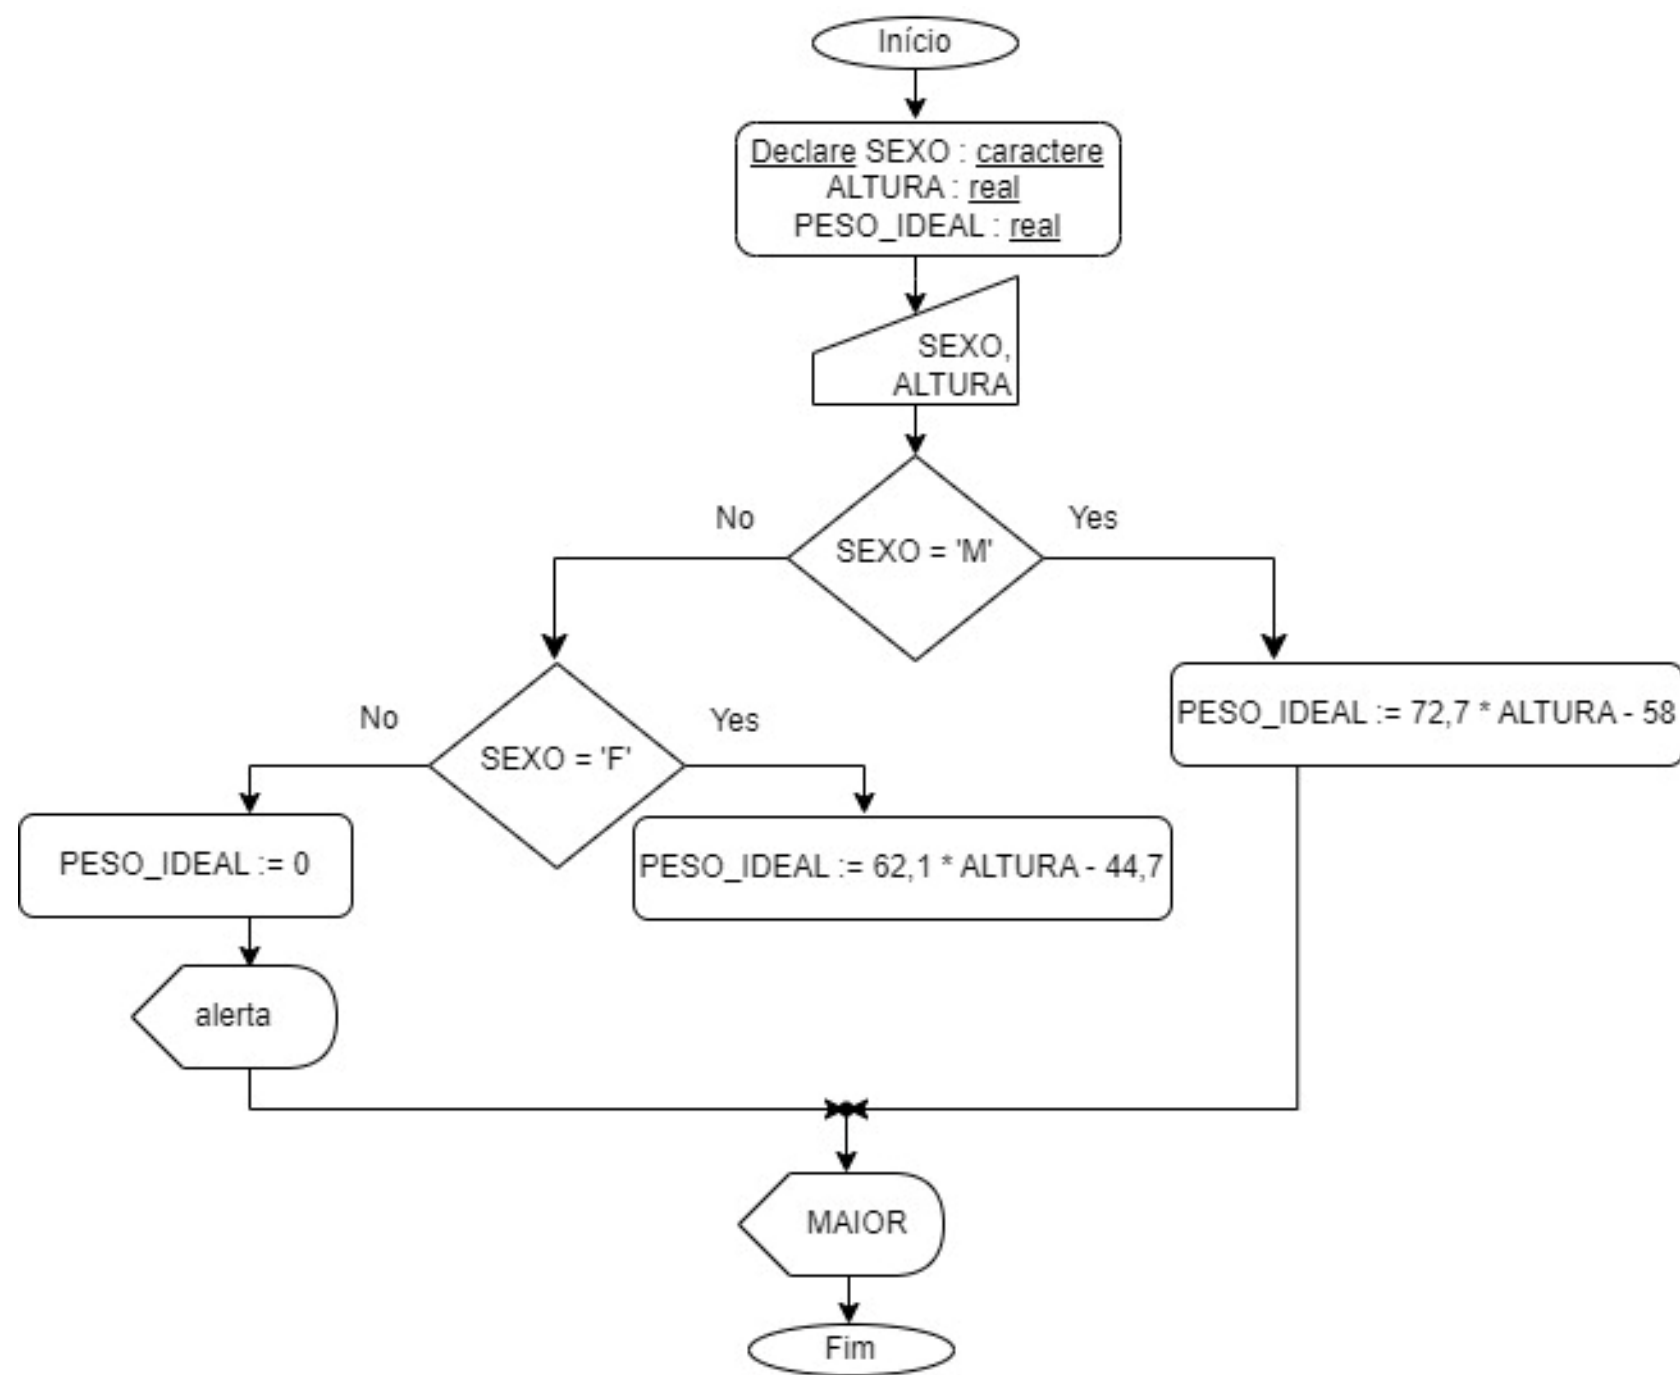 Início
Declare SEXO : caractere
ALTURA : real
PESO_IDEAL : real
SEXO,
ALTURA
No
Yes
SEXO = 'M'
No
Yes
SEXO = 'F'
PESO_IDEAL := 72,7 * ALTURA - 58
PESO_IDEAL := 0
PESO_IDEAL := 62,1 * ALTURA - 44,7
alerta
MAIOR
Fim